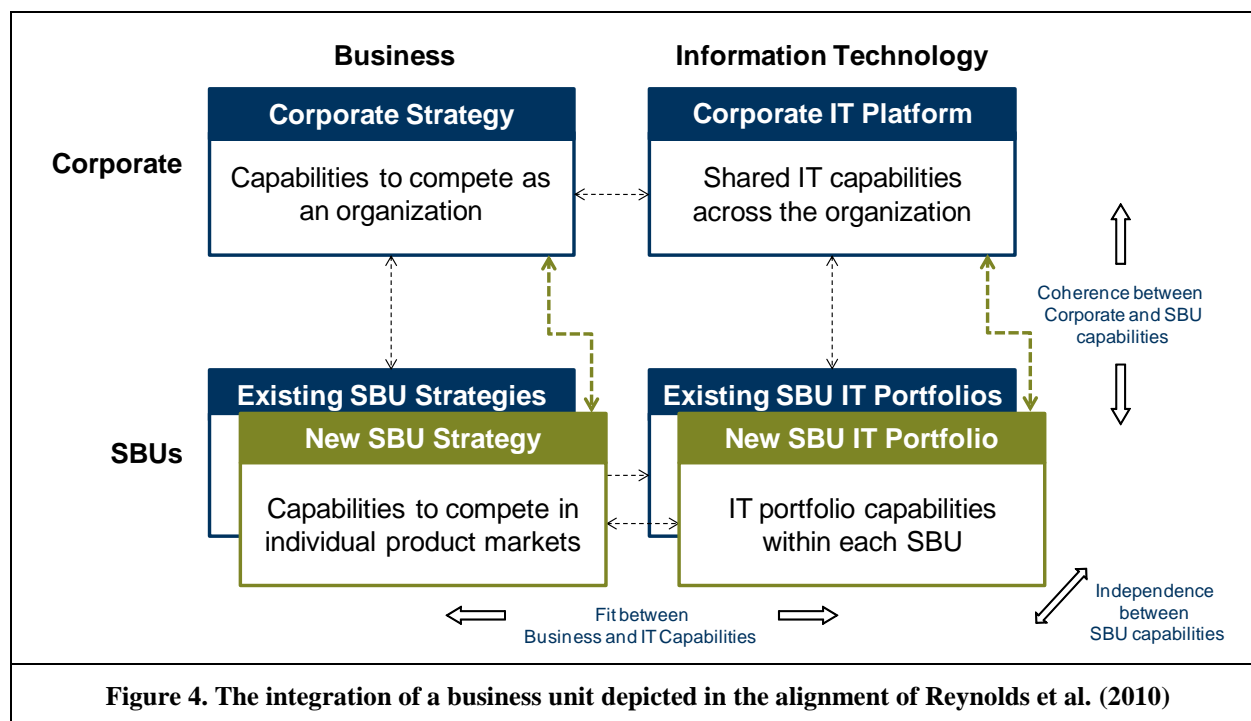 Business
Information Technology
Corporate Strategy
Corporate IT Platform
Corporate
Capabilities to compete as
an organization
Shared IT capabilities
across the organization
Coherence between
Corporate and SBU
capabilities
Existing SBU Strategies
Existing SBU IT Portfolios
New SBU Strategy
New SBU IT Portfolio
SBUs
Capabilities to compete in
individual product markets
IT portfolio capabilities
within each SBU
Fit between
Business and IT Capabilities
Independence
between
SBU capabilities
Figure 4. The integration of a business unit depicted in the alignment of Reynolds et al. (2010)